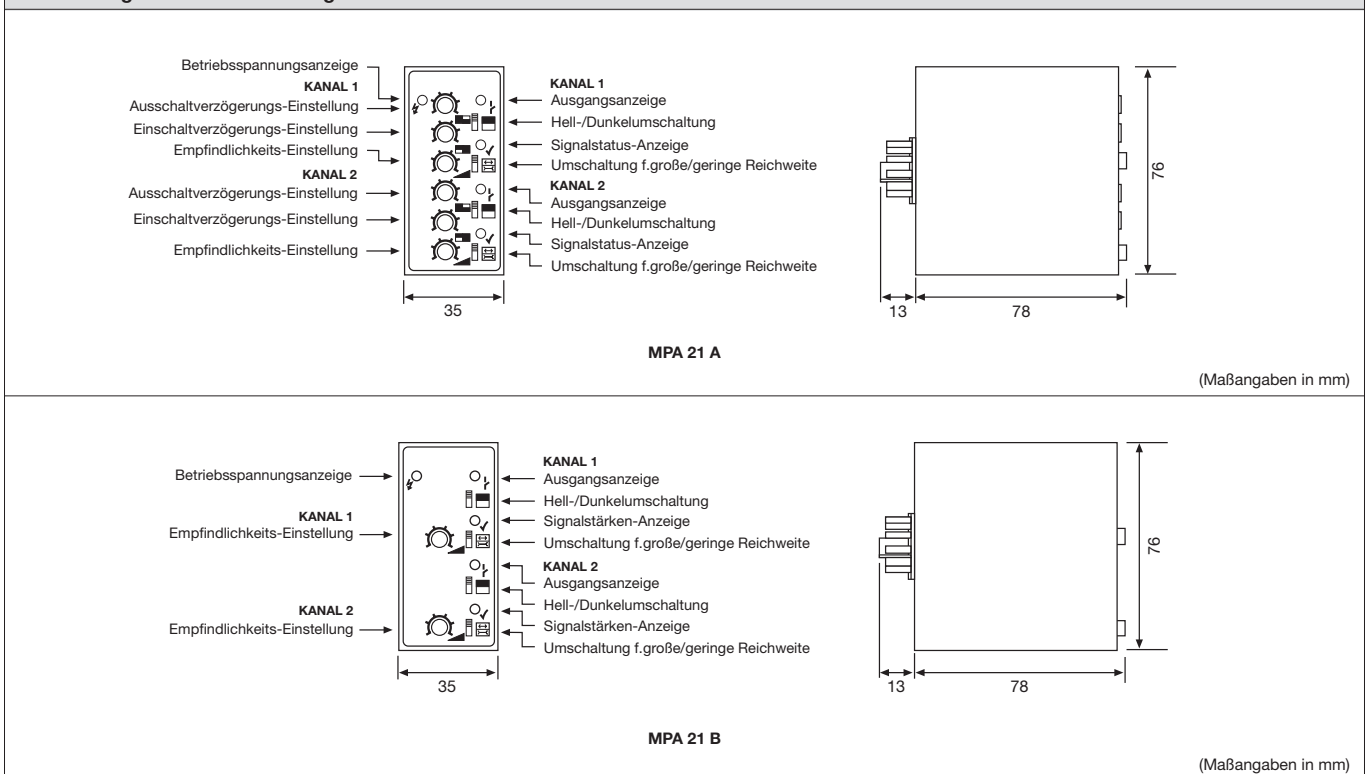 Betriebsspannungsanzeige
KANAL 1
Ausschaltverzögerungs-Einstellung
Einschaltverzögerungs-Einstellung
Empfindlichkeits-Einstellung
KANAL 2
Ausschaltverzögerungs-Einstellung
Einschaltverzögerungs-Einstellung
Empfindlichkeits-Einstellung
KANAL 1
Ausgangsanzeige
Hell-/Dunkelumschaltung
Signalstatus-Anzeige
Umschaltung f.große/geringe Reichweite
KANAL 2
Ausgangsanzeige
Hell-/Dunkelumschaltung
Signalstatus-Anzeige
Umschaltung f.große/geringe Reichweite
35
76
13
78
MPA 21 A
(Maßangaben in mm)
Betriebsspannungsanzeige
KANAL 1
Empfindlichkeits-Einstellung
KANAL 2
Empfindlichkeits-Einstellung
KANAL 1
Ausgangsanzeige
Hell-/Dunkelumschaltung
Signalstärken-Anzeige
Umschaltung f.große/geringe Reichweite
KANAL 2
Ausgangsanzeige
Hell-/Dunkelumschaltung
Signalstärken-Anzeige
Umschaltung f.große/geringe Reichweite
35
76
13
78
MPA 21 B
(Maßangaben in mm)